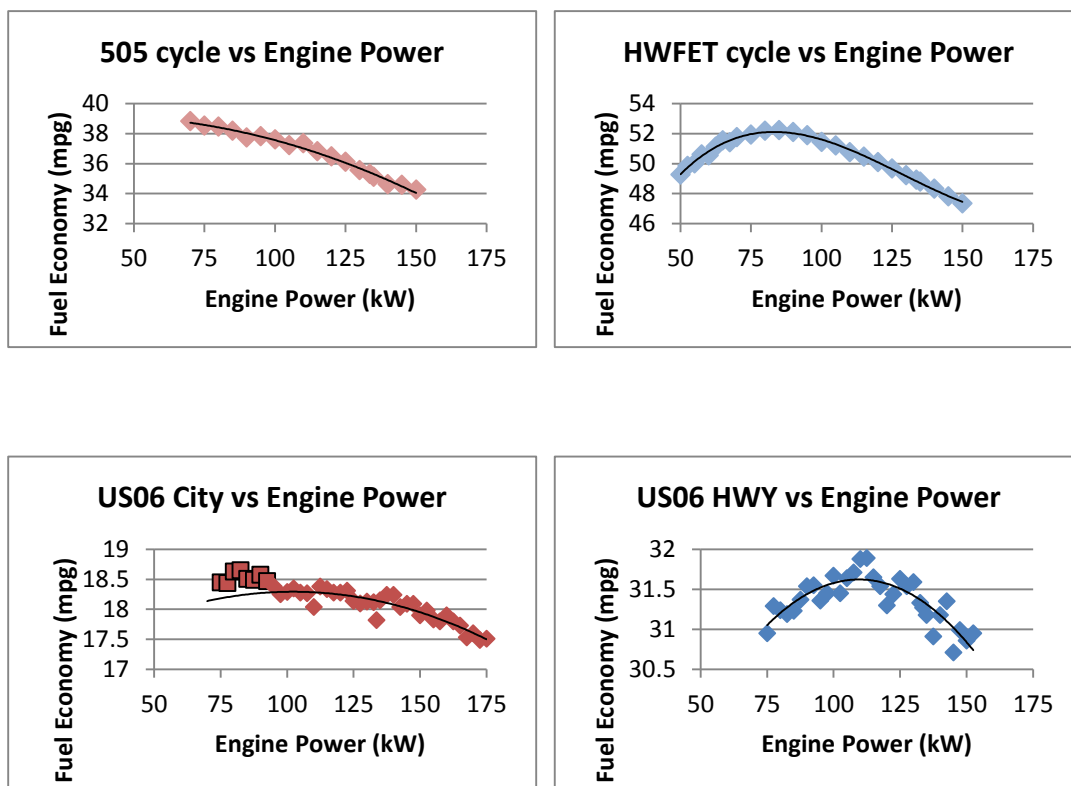 505 cycle vs Engine Power
Fuel Economy (mpg)
40
38
36
34
32
50 75 100 125 150 175
Engine Power (kW)
HWFET cycle vs Engine Power
Fuel Economy (mpg)
54
52
50
48
46
50 75 100 125 150 175
Engine Power (kW)
US06 City vs Engine Power
Fuel Economy (mpg)
19
18.5
18
17.5
17
50 75 100 125 150 175
Engine Power (kW)
US06 HWY vs Engine Power
Fuel Economy (mpg)
32
31.5
31
30.5
50 75 100 125 150 175
Engine Power (kW)